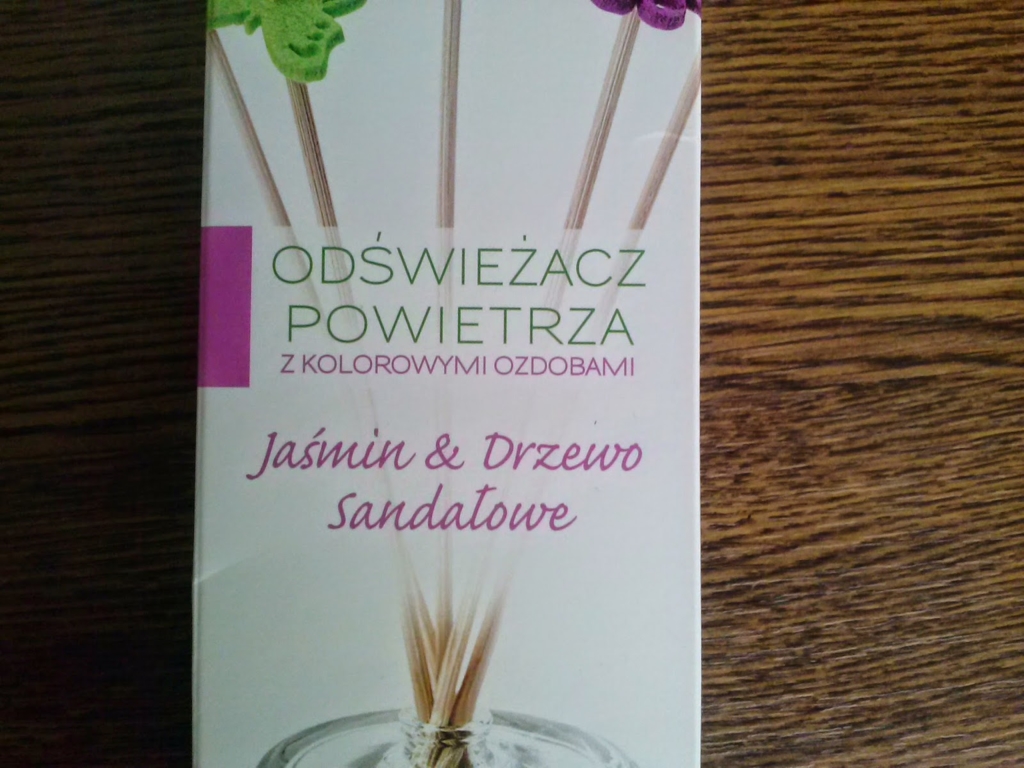 ODŚWIEŻACZ
POWIETRZA
Z KOLOROWYMI OZDOBAMI
Jaśmin & Drzewo
Sandałowe